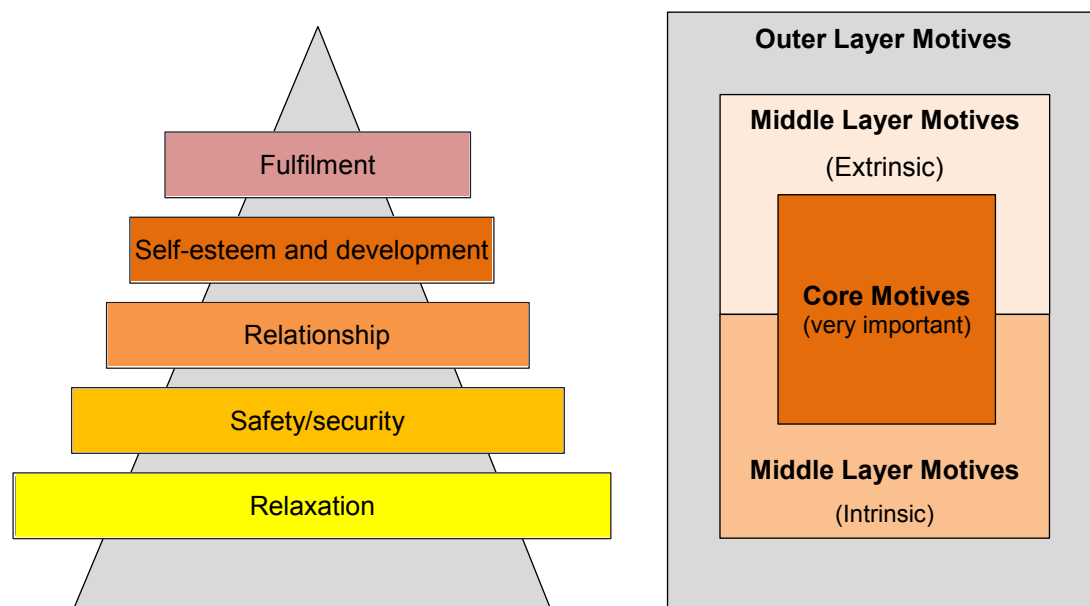 Fulfilment
Self-esteem and development
Relationship
Safety/security
Relaxation
Outer Layer Motives
Middle Layer Motives
(Extrinsic)
Core Motives
(very important)
Middle Layer Motives
(Intrinsic)